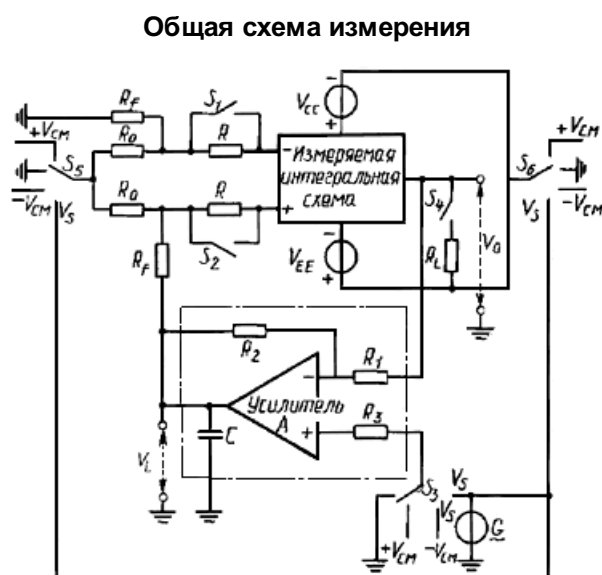 Общая схема измерения
R_f
S_1
V_CC
-
+
+V_CM
R_0
R
-
Измеряемая
интегральная
схема
+V_CM
S_5
S_6
-V_CM
V_S
R_0
R
+
S_4
V_S
-V_CM
S_2
R_f
V_EE
-
+
R_L
V_0
R_2
R_1
-
Усилитель
A
+
R_3
C
V_L
S_3
V_S
V_S
G
+V_CM
-V_CM